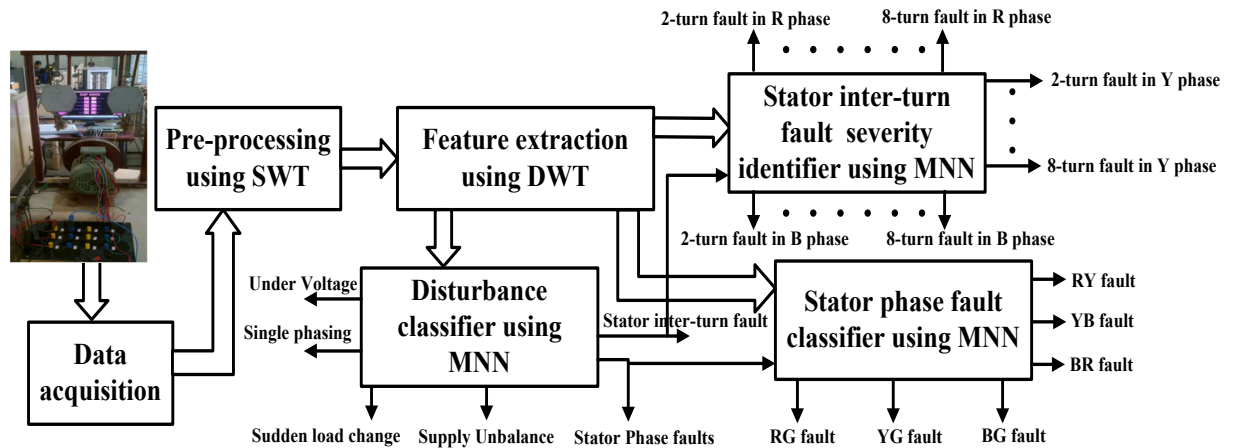 2-turn fault in R phase
8-turn fault in R phase
Pre-processing
using SWT
Feature extraction
using DWT
Stator inter-turn
fault severity
identifier using MNN
2-turn fault in Y phase
8-turn fault in Y phase
2-turn fault in B phase
8-turn fault in B phase
Data
acquisition
Under Voltage
Single phasing
Disturbance
classifier using
MNN
Stator inter-turn fault
Sudden load change
Supply Unbalance
Stator Phase faults
Stator phase fault
classifier using MNN
RY fault
YB fault
BR fault
RG fault
YG fault
BG fault